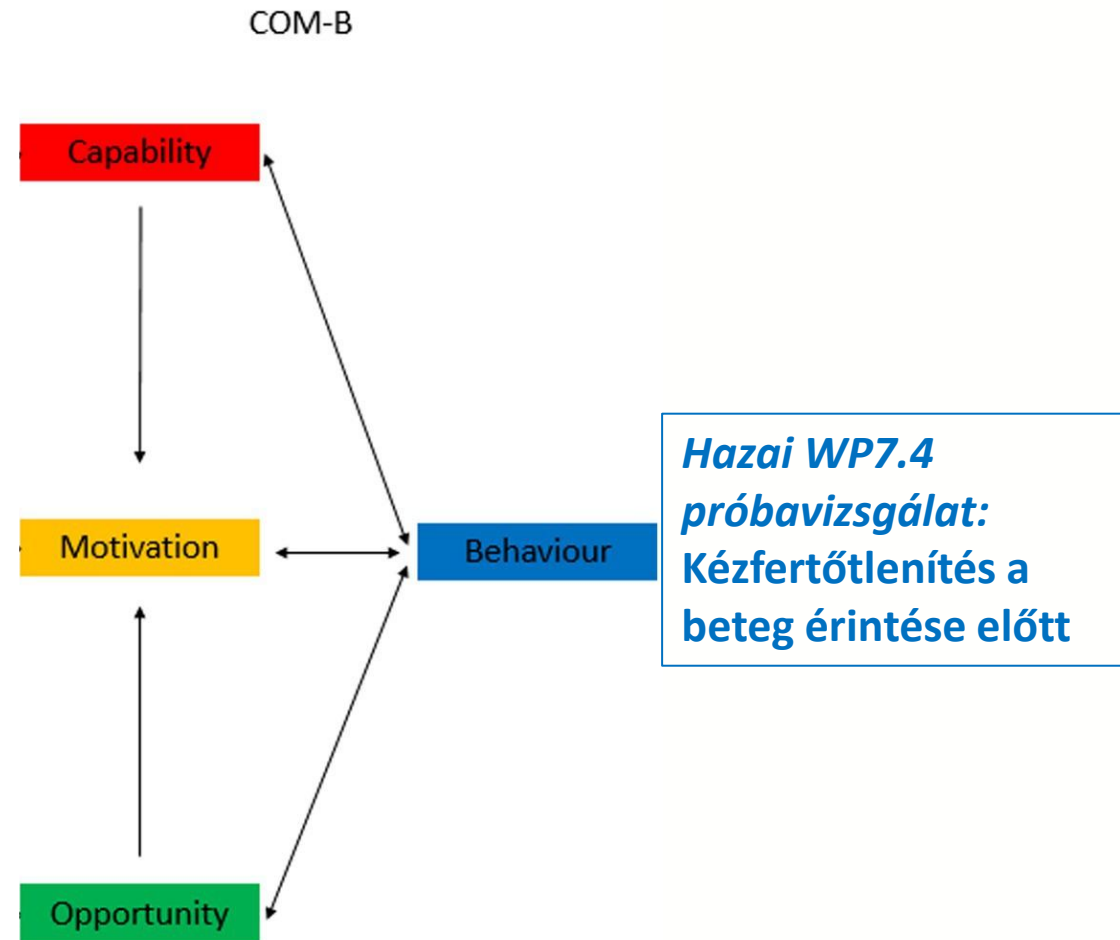 COM-B
Capability
Motivation
Behaviour
Hazai WP7.4
próbavizsgálat:
Kézfertőtlenítés a
beteg érintése előtt
Opportunity